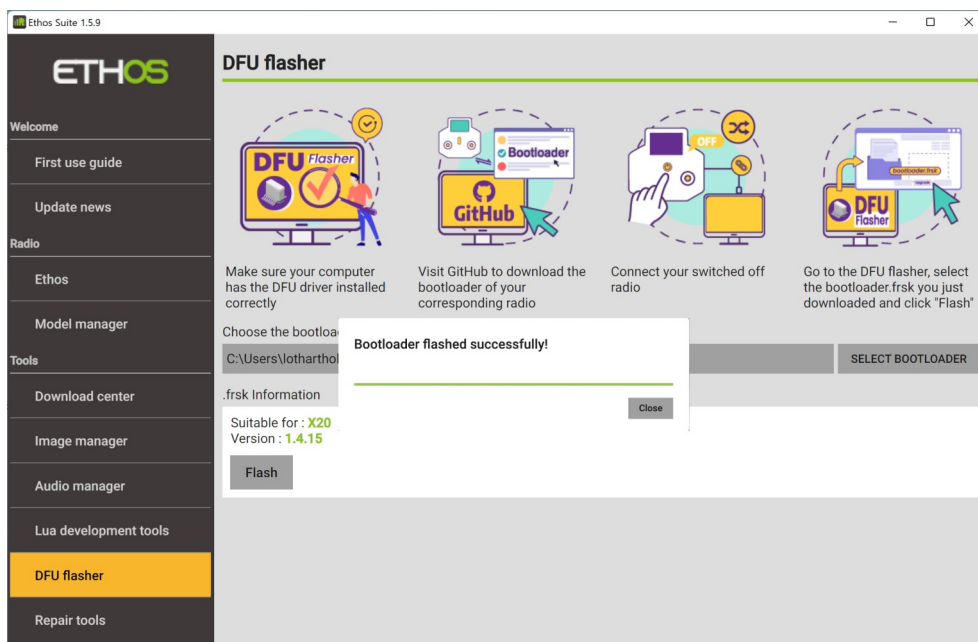 Ethos Suite 1.5.9
ETHOS
Welcome
First use guide
Update news
Radio
Ethos
Model manager
Tools
Download center
Image manager
Audio manager
Lua development tools
DFU flasher
Repair tools
DFU flasher
DFU Flasher
Bootloader
GitHub
OFF
bootloader.frsk
DFU
Flasher
Make sure your computer
has the DFU driver installed
correctly
Visit GitHub to download the
bootloader of your
corresponding radio
Connect your switched off
radio
Go to the DFU flasher, select
the bootloader.frsk you just
downloaded and click "Flash"
Choose the bootloa
C:\Users\lothartho
SELECT BOOTLOADER
Bootloader flashed successfully!
Close
.frsk Information
Suitable for : X20
Version : 1.4.15
Flash